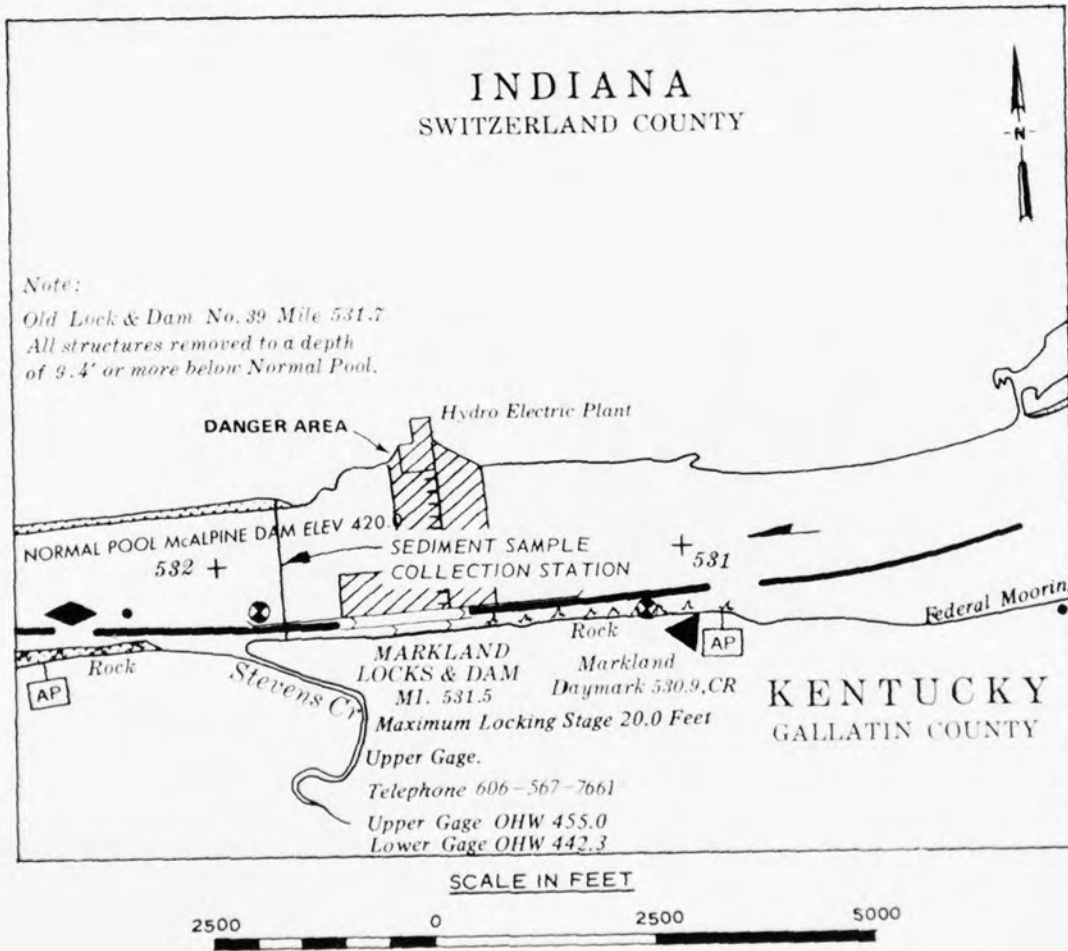 INDIANA
SWITZERLAND COUNTY
-N-
Note:
Old Lock & Dam No. 39 Mile 531.7
All structures removed to a depth
of 9.4' or more below Normal Pool.
Hydro Electric Plant
DANGER AREA
NORMAL POOL McALPINE DAM ELEV 420.0
SEDIMENT SAMPLE
COLLECTION STATION
532
531
Federal Moorin
Rock
AP
Stevens Cr
MARKLAND
LOCKS & DAM
MI. 531.5
Maximum Locking Stage 20.0 Feet
Upper Gage.
Telephone 606-567-7661
Upper Gage OHW 455.0
Lower Gage OHW 442.3
Rock
AP
Markland
Daymark 530.9,CR
KENTUCKY
GALLATIN COUNTY
SCALE IN FEET
2500 0 2500 5000